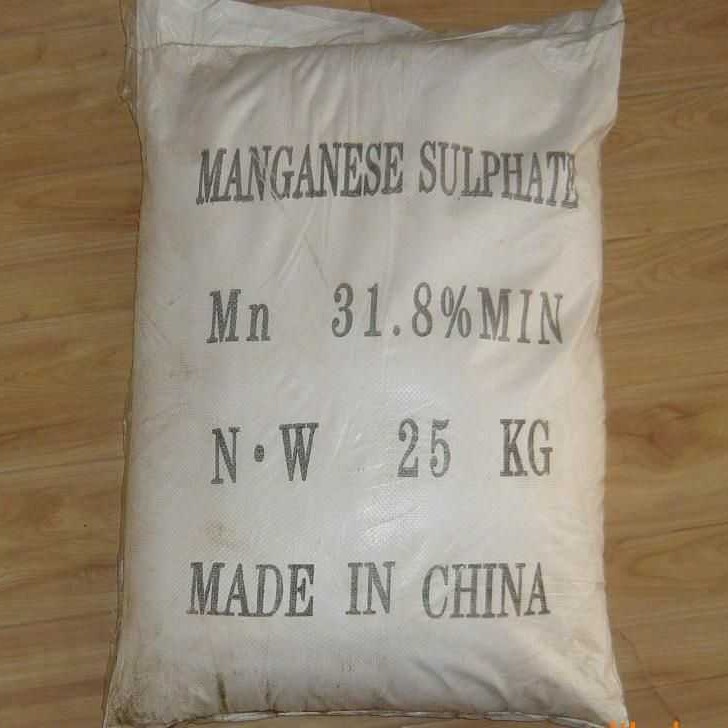 MANGANESE SULPHATE
Mn 31.8%MIN
N·W 25 KG
MADE IN CHINA